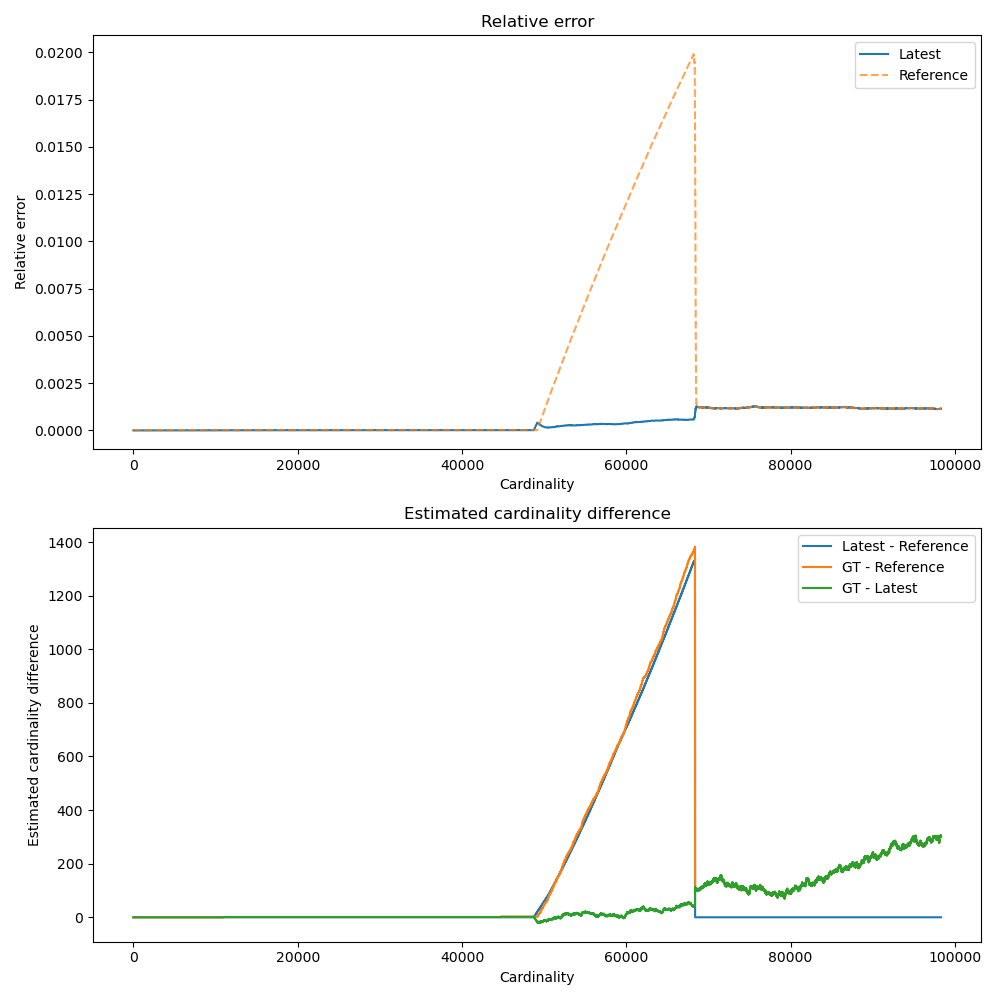 Relative error
0.0200
0.0175
0.0150
0.0125
0.0100
0.0075
0.0050
0.0025
0.0000
Relative error
Latest
Reference
0 20000 40000 60000 80000 100000
Cardinality
Estimated cardinality difference
1400
1200
1000
800
600
400
200
0
Estimated cardinality difference
Latest - Reference
GT - Reference
GT - Latest
0 20000 40000 60000 80000 100000
Cardinality